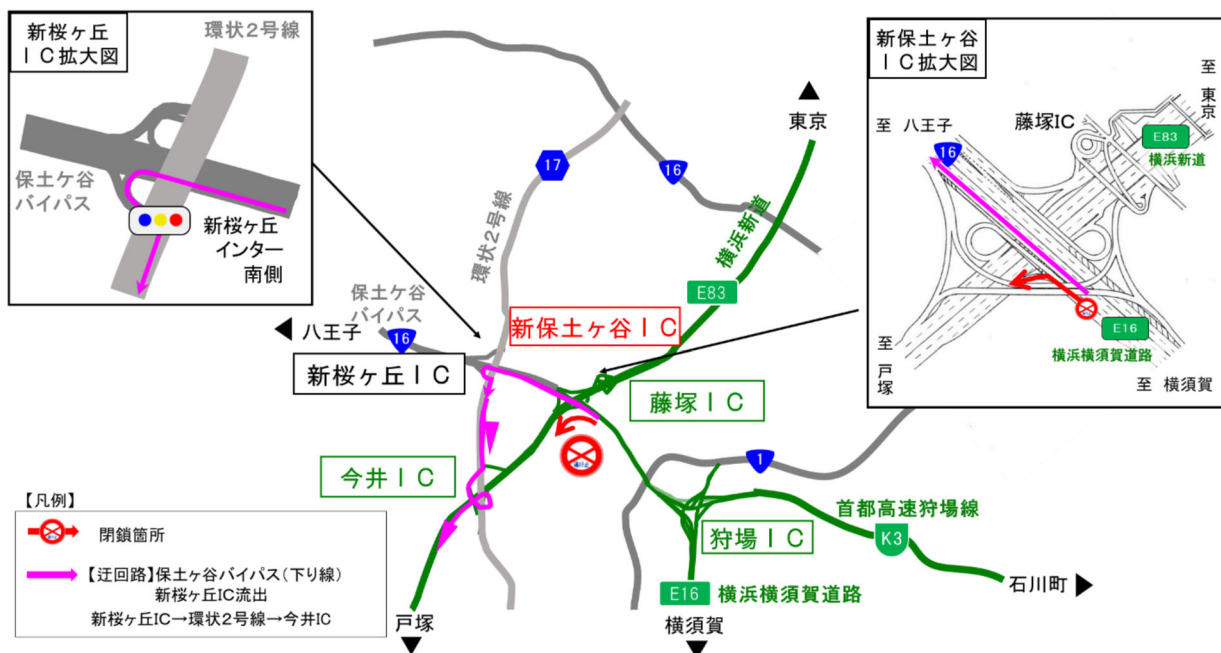 新桜ヶ丘
IC拡大図
環状2号線
保土ケ谷
バイパス
新桜ヶ丘
インター
南側
17
16
東京
横浜新道
環状2号線
E83
保土ケ谷
バイパス
八王子
16
新保土ヶ谷IC
新桜ヶ丘IC
藤塚IC
今井IC
1
首都高速狩場線
K3
狩場IC
石川町
E16
横浜横須賀道路
戸塚
横須賀
新保土ヶ谷
IC拡大図
至 東京
至 八王子
藤塚IC
E83
横浜新道
16
E16
横浜横須賀道路
至 戸塚
至 横須賀
【凡例】
閉鎖箇所
【迂回路】保土ヶ谷バイパス(下り線)
新桜ヶ丘IC流出
新桜ヶ丘IC→環状2号線→今井IC